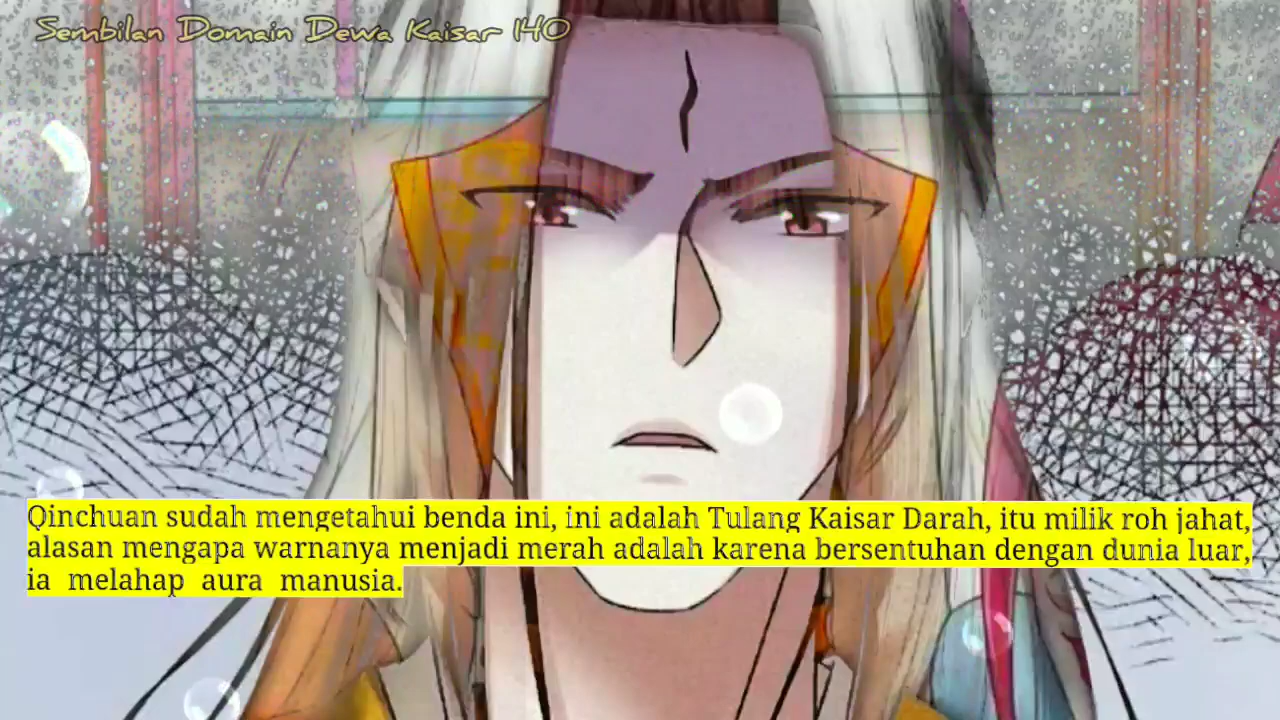 Sembilan Domain Dewa Kaisar 140
Qinchuan sudah mengetahui benda ini, ini adalah Tulang Kaisar Darah, itu milik roh jahat,
alasan mengapa warnanya menjadi merah adalah karena bersentuhan dengan dunia luar,
ia melahap aura manusia.